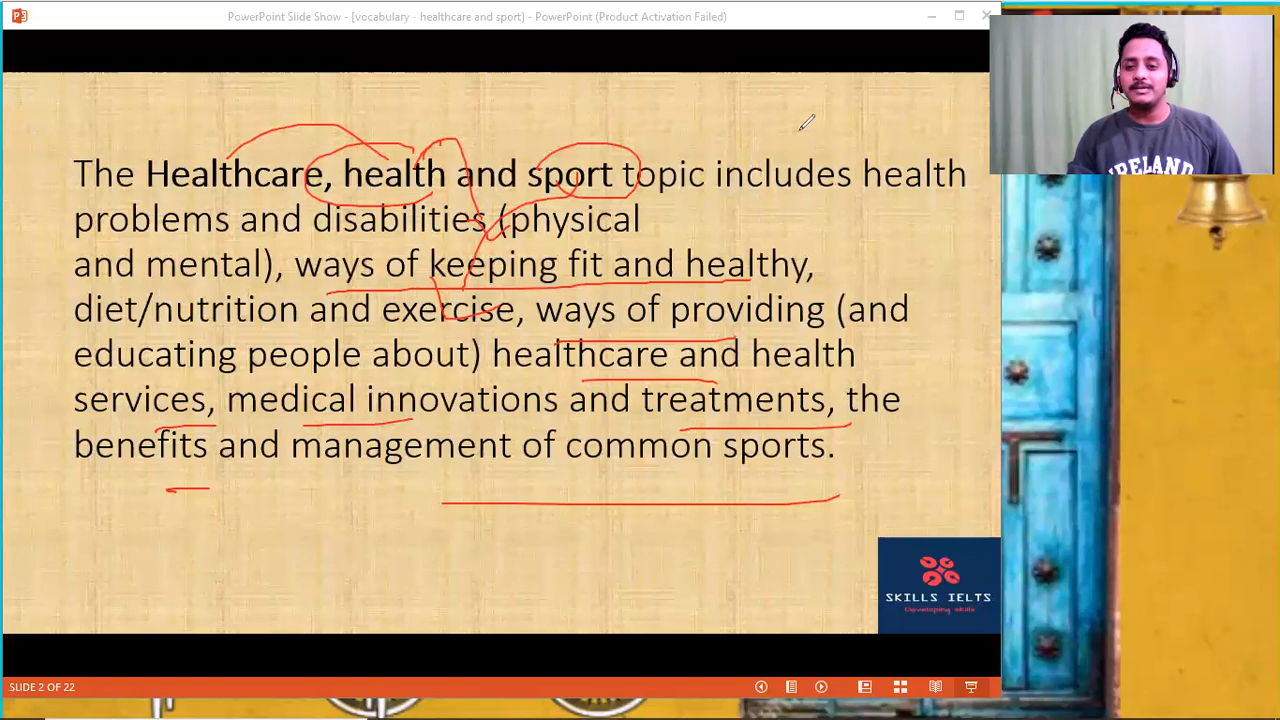 PowerPoint Slide Show - [vocabulary - healthcare and sport] - PowerPoint (Product Activation Failed)
The Healthcare, health and sport topic includes health
problems and disabilities (physical
and mental), ways of keeping fit and healthy,
diet/nutrition and exercise, ways of providing (and
educating people about) healthcare and health
services, medical innovations and treatments, the
benefits and management of common sports.
SKILLS IELTS
Developing skills
SLIDE 2 OF 22